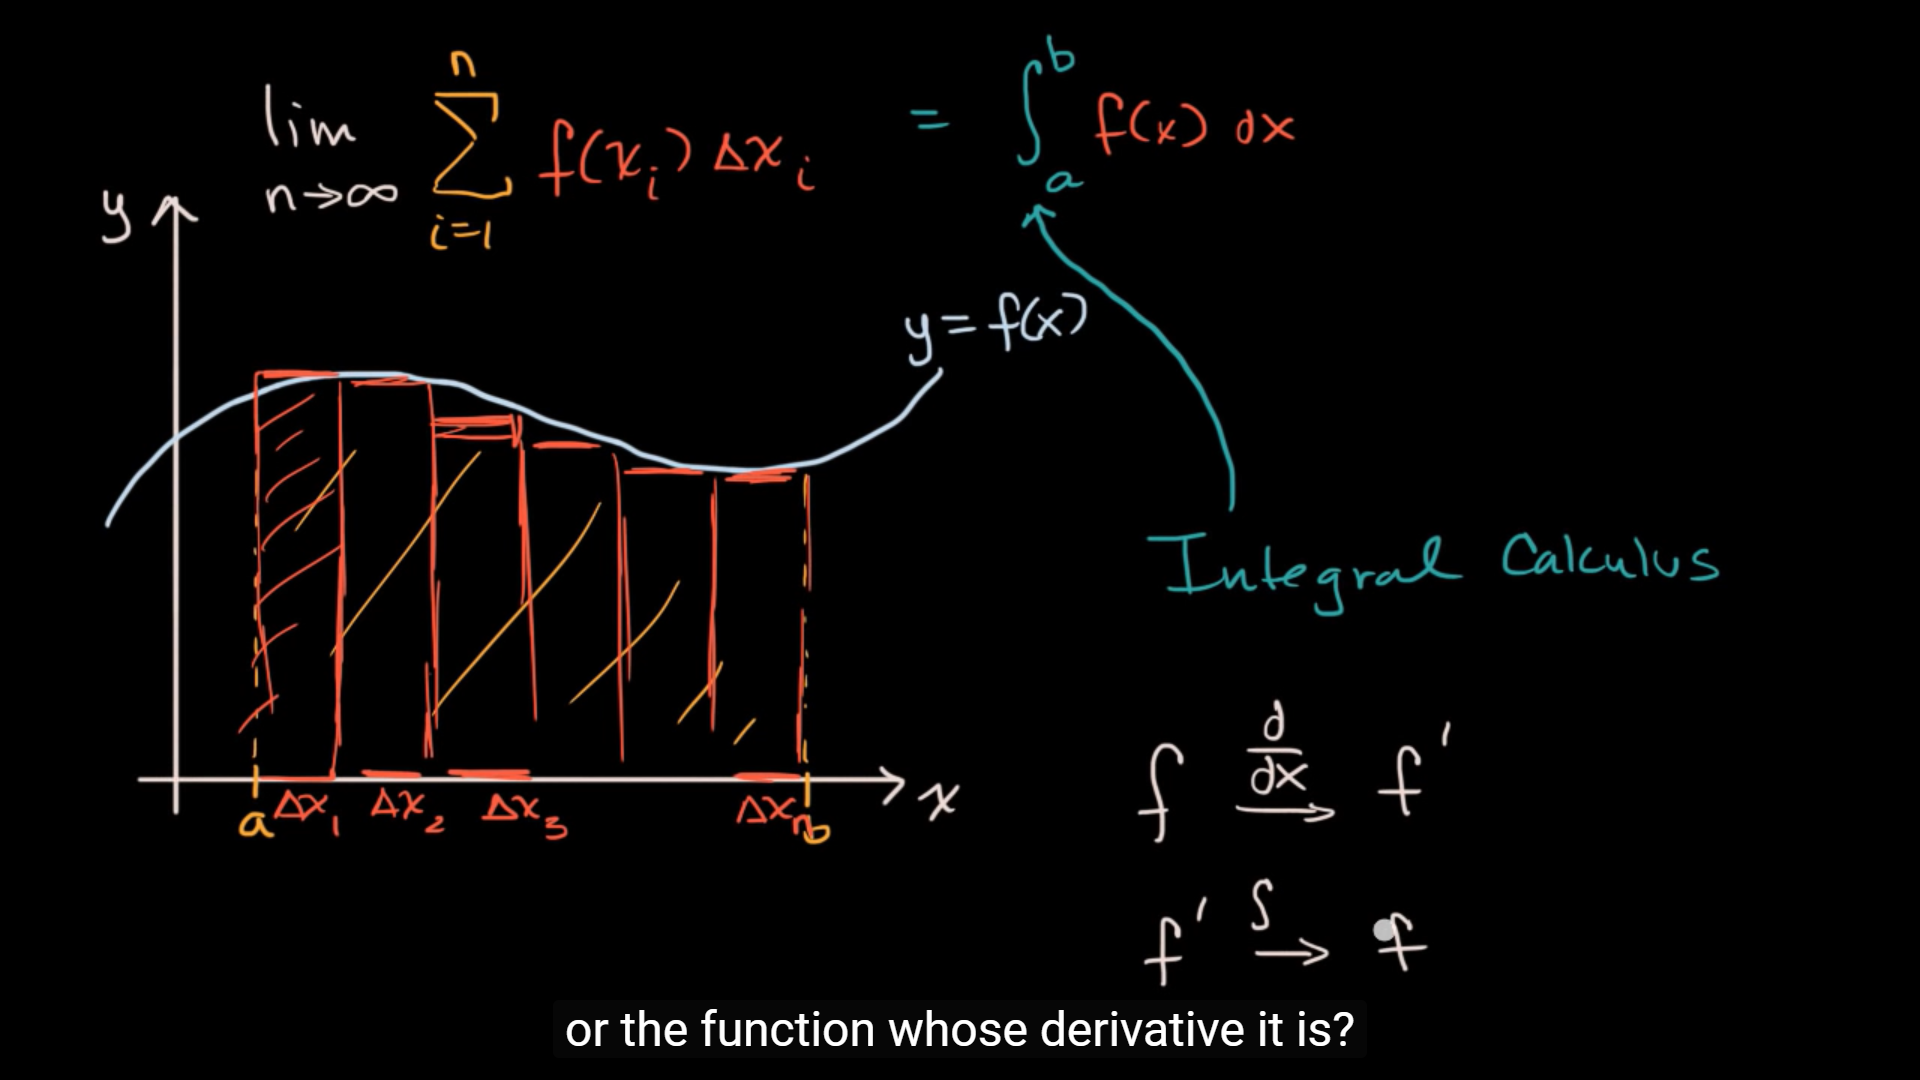 lim n→∞ n Σ i=1 f(xᵢ) Δxᵢ = ∫ₐᵇ f(x) dx
y
y = f(x)
Integral Calculus
f d/dx → f'
a Δx₁ Δx₂ Δx₃ Δxₙ b x
f' ∫ → f
or the function whose derivative it is?